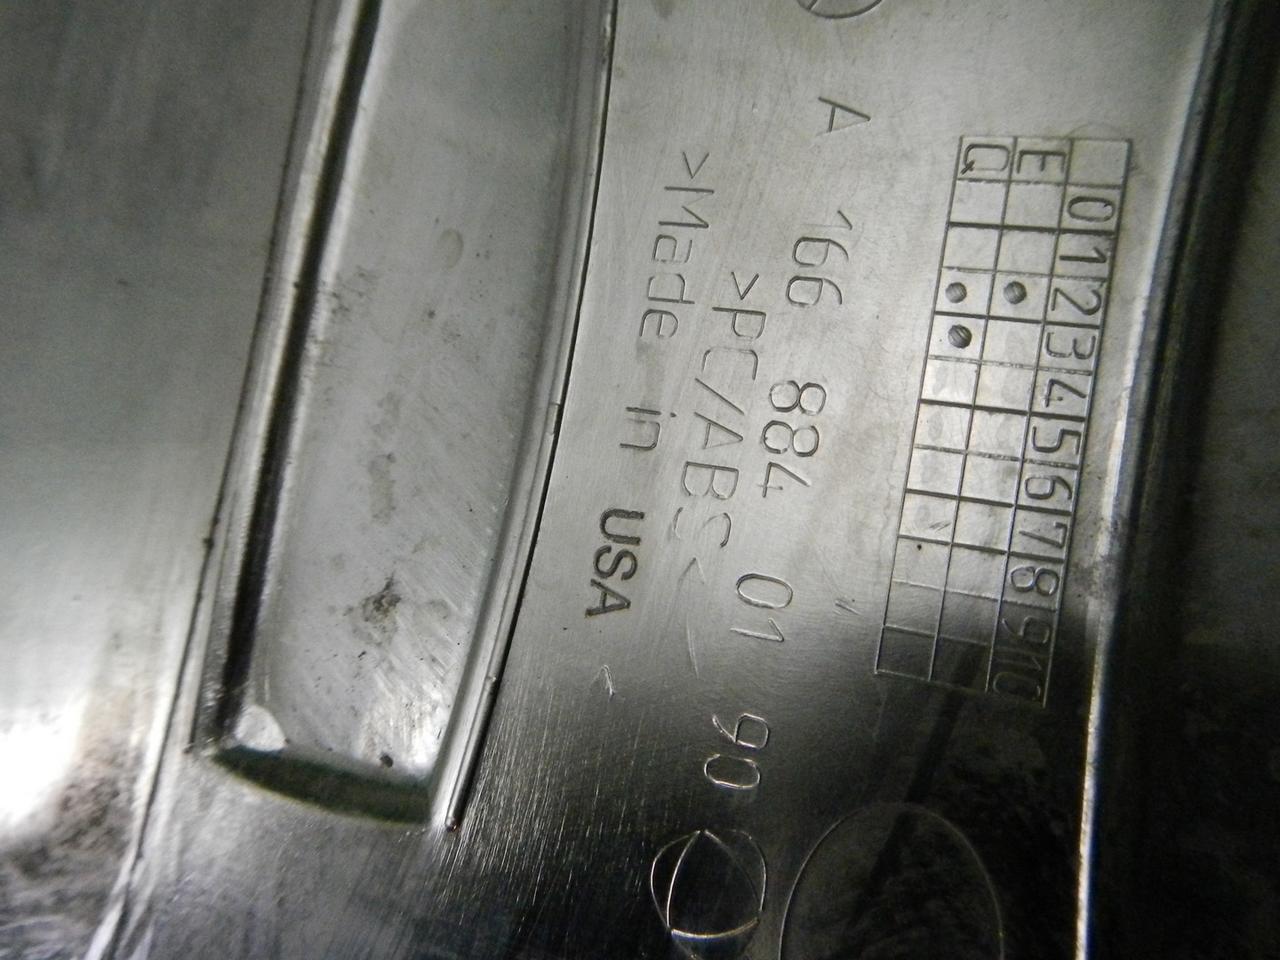 A 166 884 01 90
>PC/ABS<
>Made in USA<
0 1 2 3 4 5 6 7 8 9 10
E
Q